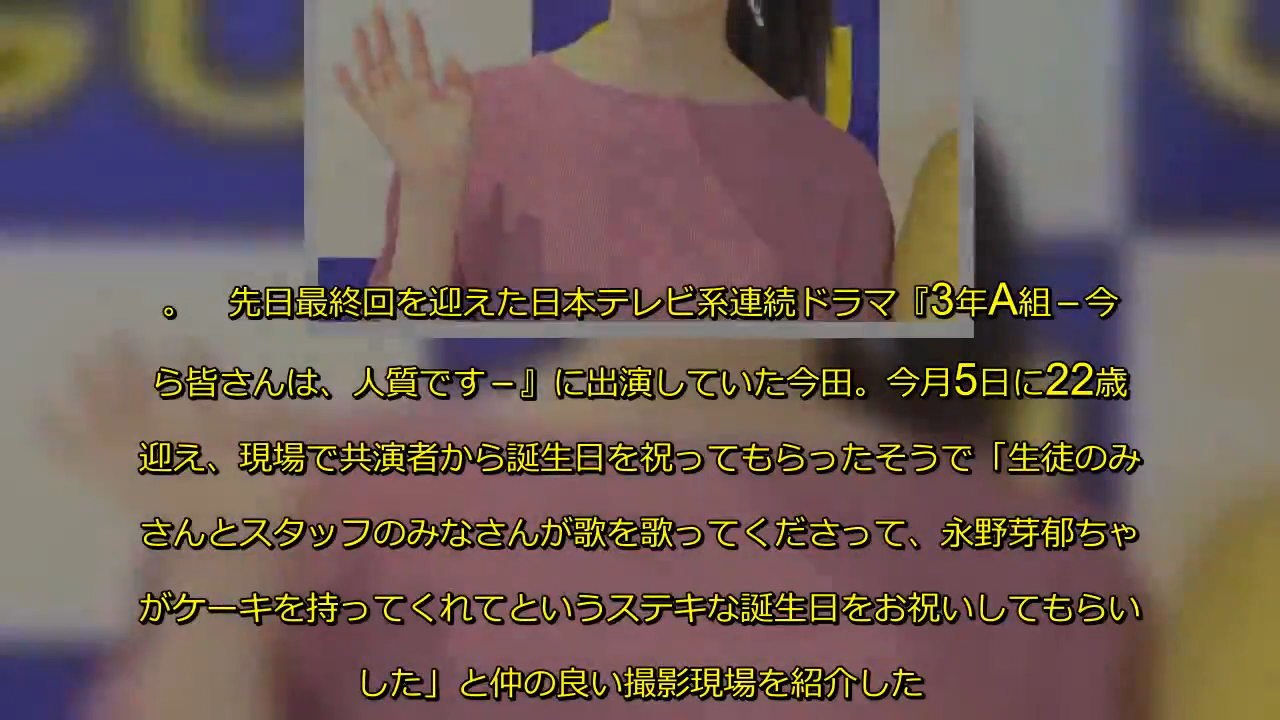 。　先日最終回を迎えた日本テレビ系連続ドラマ『3年A組－今
ら皆さんは、人質です－』に出演していた今田。今月5日に22歳
迎え、現場で共演者から誕生日を祝ってもらったそうで「生徒のみ
さんとスタッフのみなさんが歌を歌ってくださって、永野芽郁ちゃ
がケーキを持ってくれてというステキな誕生日をお祝いしてもらい
した」と仲の良い撮影現場を紹介した